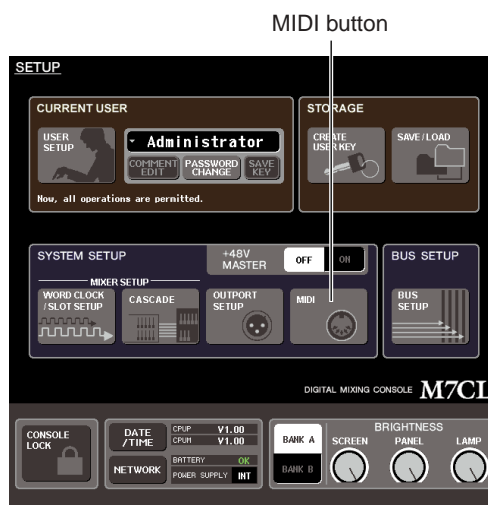 MIDI button
SETUP
CURRENT USER
STORAGE
USER SETUP
Administrator
COMMENT EDIT
PASSWORD CHANGE
SAVE KEY
Now, all operations are permitted.
CREATE USER KEY
SAVE/LOAD
SYSTEM SETUP
+48V MASTER
OFF
ON
BUS SETUP
MIXER SETUP
WORD CLOCK /SLOT SETUP
CASCADE
OUTPORT SETUP
MIDI
BUS SETUP
DIGITAL MIXING CONSOLE M7CL
CONSOLE LOCK
DATE /TIME
CPUP V1.00
CPUM V1.00
NETWORK
BATTERY OK
POWER SUPPLY INT
BANK A
BANK B
BRIGHTNESS
SCREEN PANEL LAMP